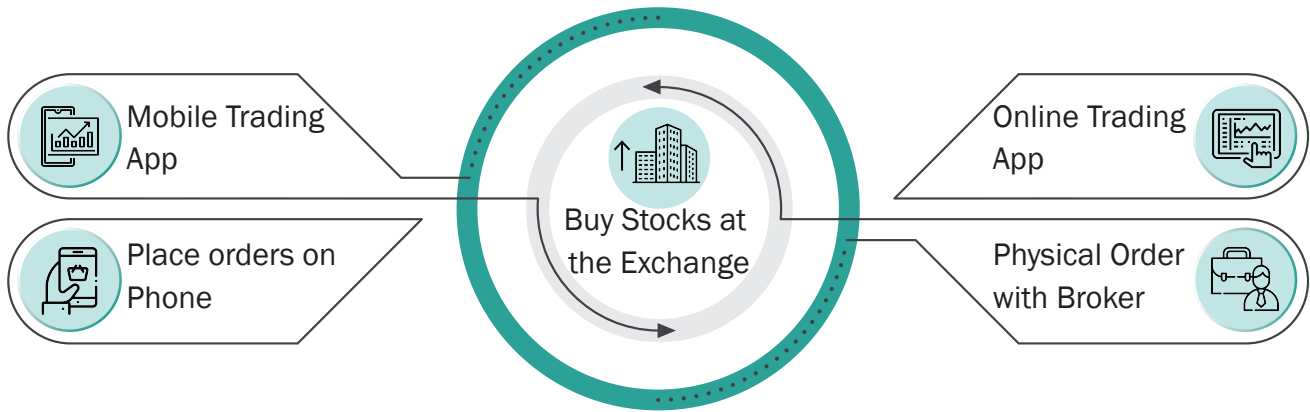 Mobile Trading
App
Place orders on
Phone
Buy Stocks at
the Exchange
Online Trading
App
Physical Order
with Broker